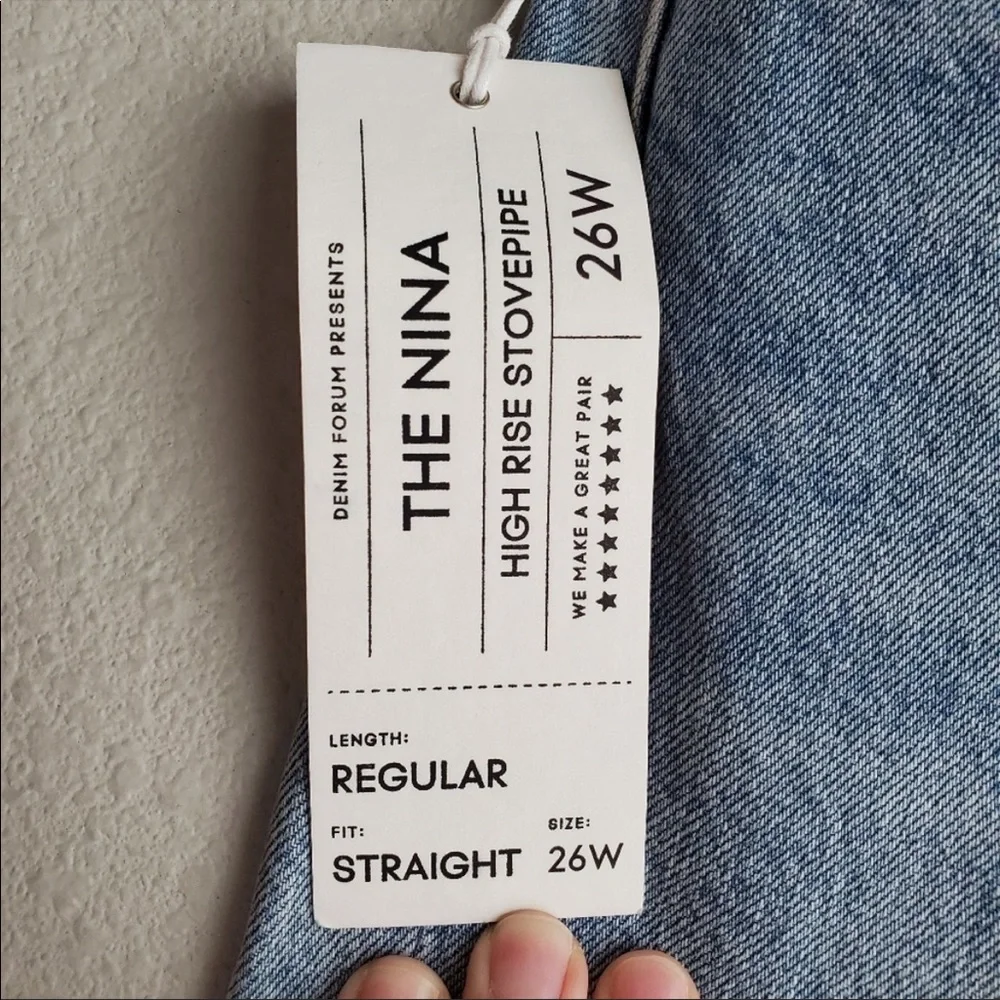 DENIM FORUM PRESENTS
THE NINA
HIGH RISE STOVEPIPE
26W
WE MAKE A GREAT PAIR
★★★★★★★★
LENGTH:
REGULAR
FIT:
STRAIGHT
SIZE:
26W